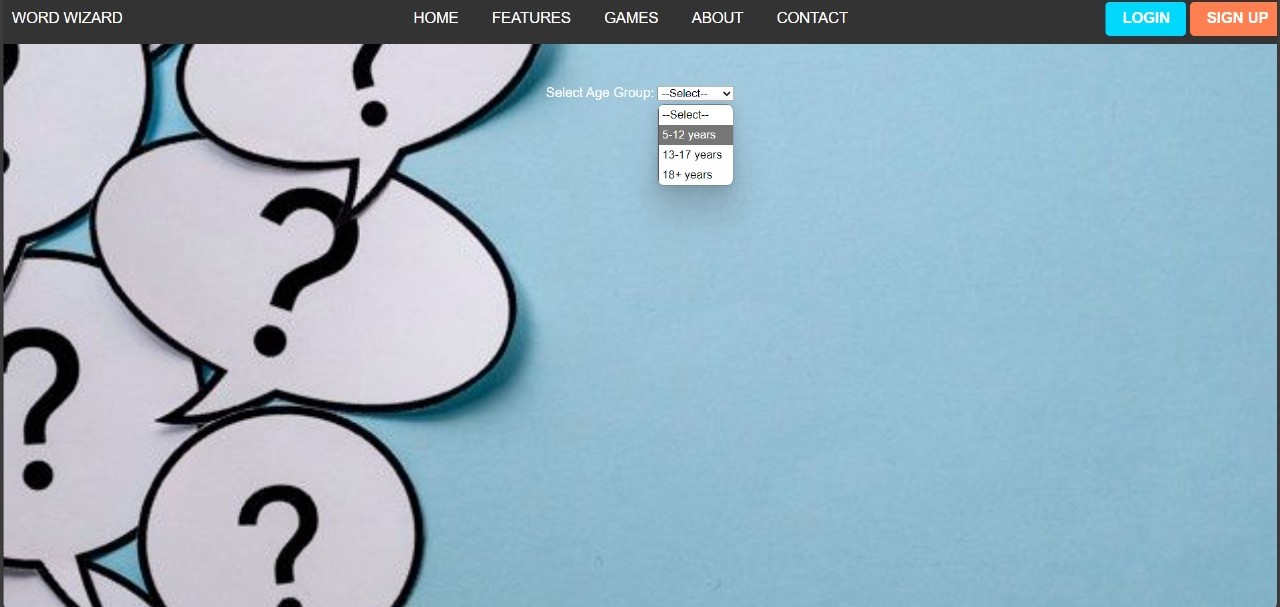 WORD WIZARD HOME FEATURES GAMES ABOUT CONTACT LOGIN SIGN UP
Select Age Group: --Select--
--Select--
5-12 years
13-17 years
18+ years
?
?
?
?